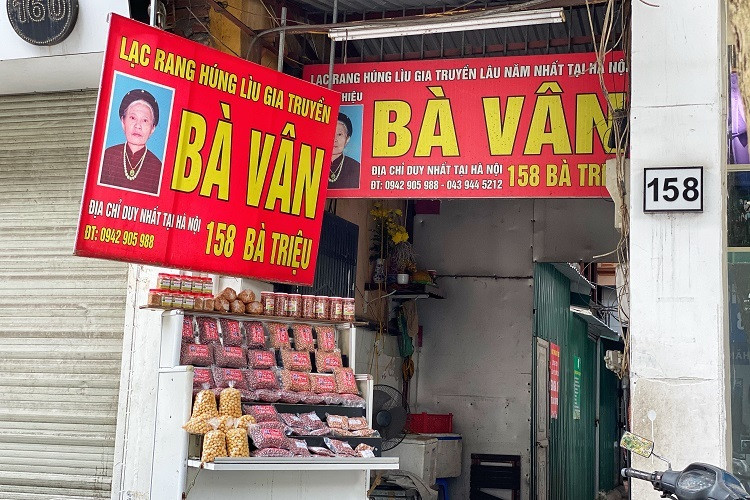 160
LẠC RANG HÚNG LÌU GIA TRUYỀN
BÀ VÂN
ĐỊA CHỈ DUY NHẤT TẠI HÀ NỘI
ĐT: 0942 905 988
158 BÀ TRIỆU
LẠC RANG HÚNG LÌU GIA TRUYỀN LÂU NĂM NHẤT TẠI HÀ NỘI.
HIỆU
BÀ VÂN
ĐỊA CHỈ DUY NHẤT TẠI HÀ NỘI
ĐT: 0942 905 988 - 043 944 5212
158 BÀ TRIỆ
158